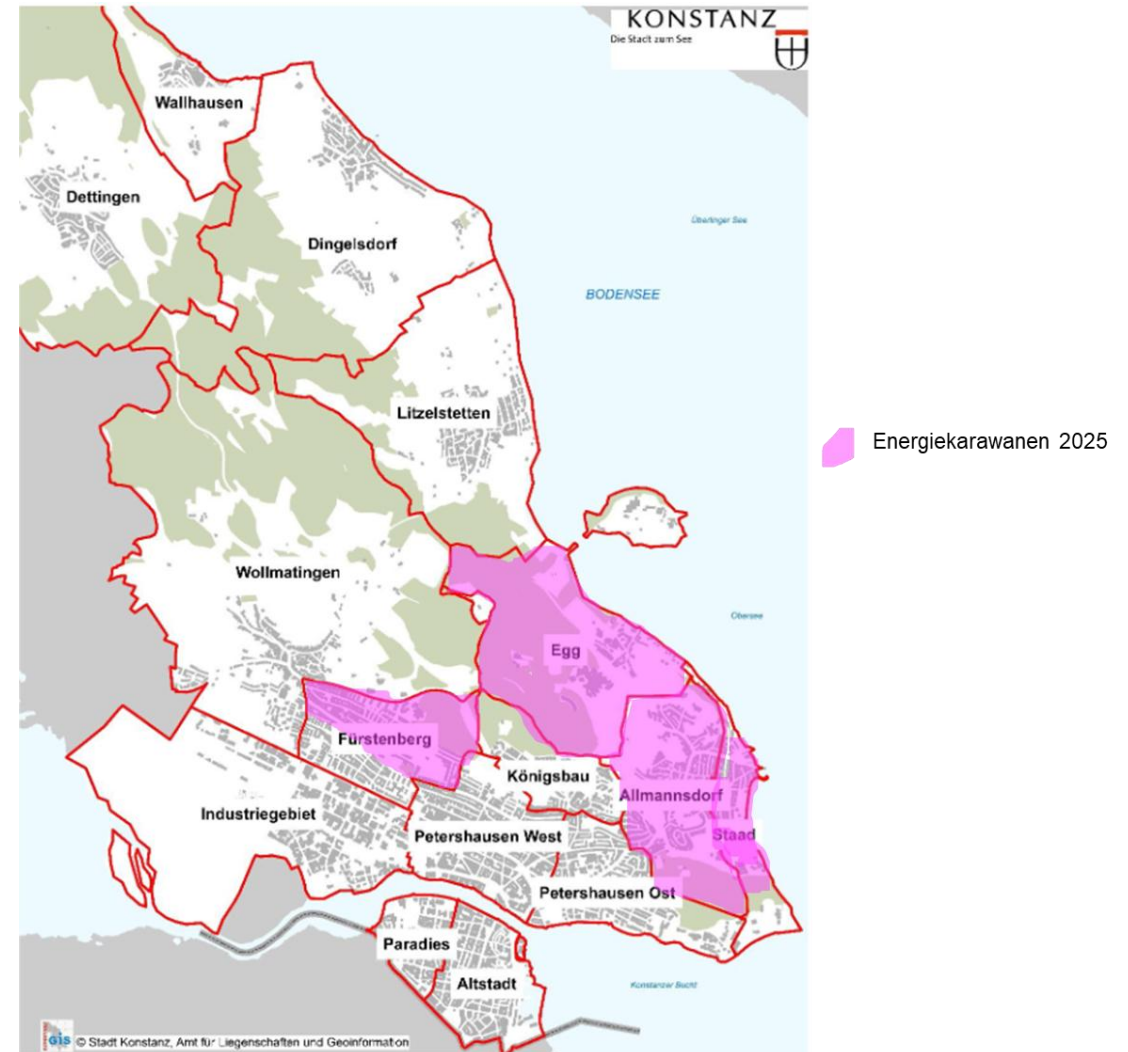 KONSTANZ
Die Stadt zum See
Wallhausen
Dettingen
Überlinger See
Dingelsdorf
BODENSEE
Litzelstetten
Energiekarawanen 2025
Wollmatingen
Obersee
Egg
Fürstenberg
Königsbau
Allmannsdorf
Industriegebiet
Petershausen West
Staad
Petershausen Ost
Paradies
Altstadt
Konstanzer Bucht
GIS © Stadt Konstanz, Amt für Liegenschaften und Geoinformation